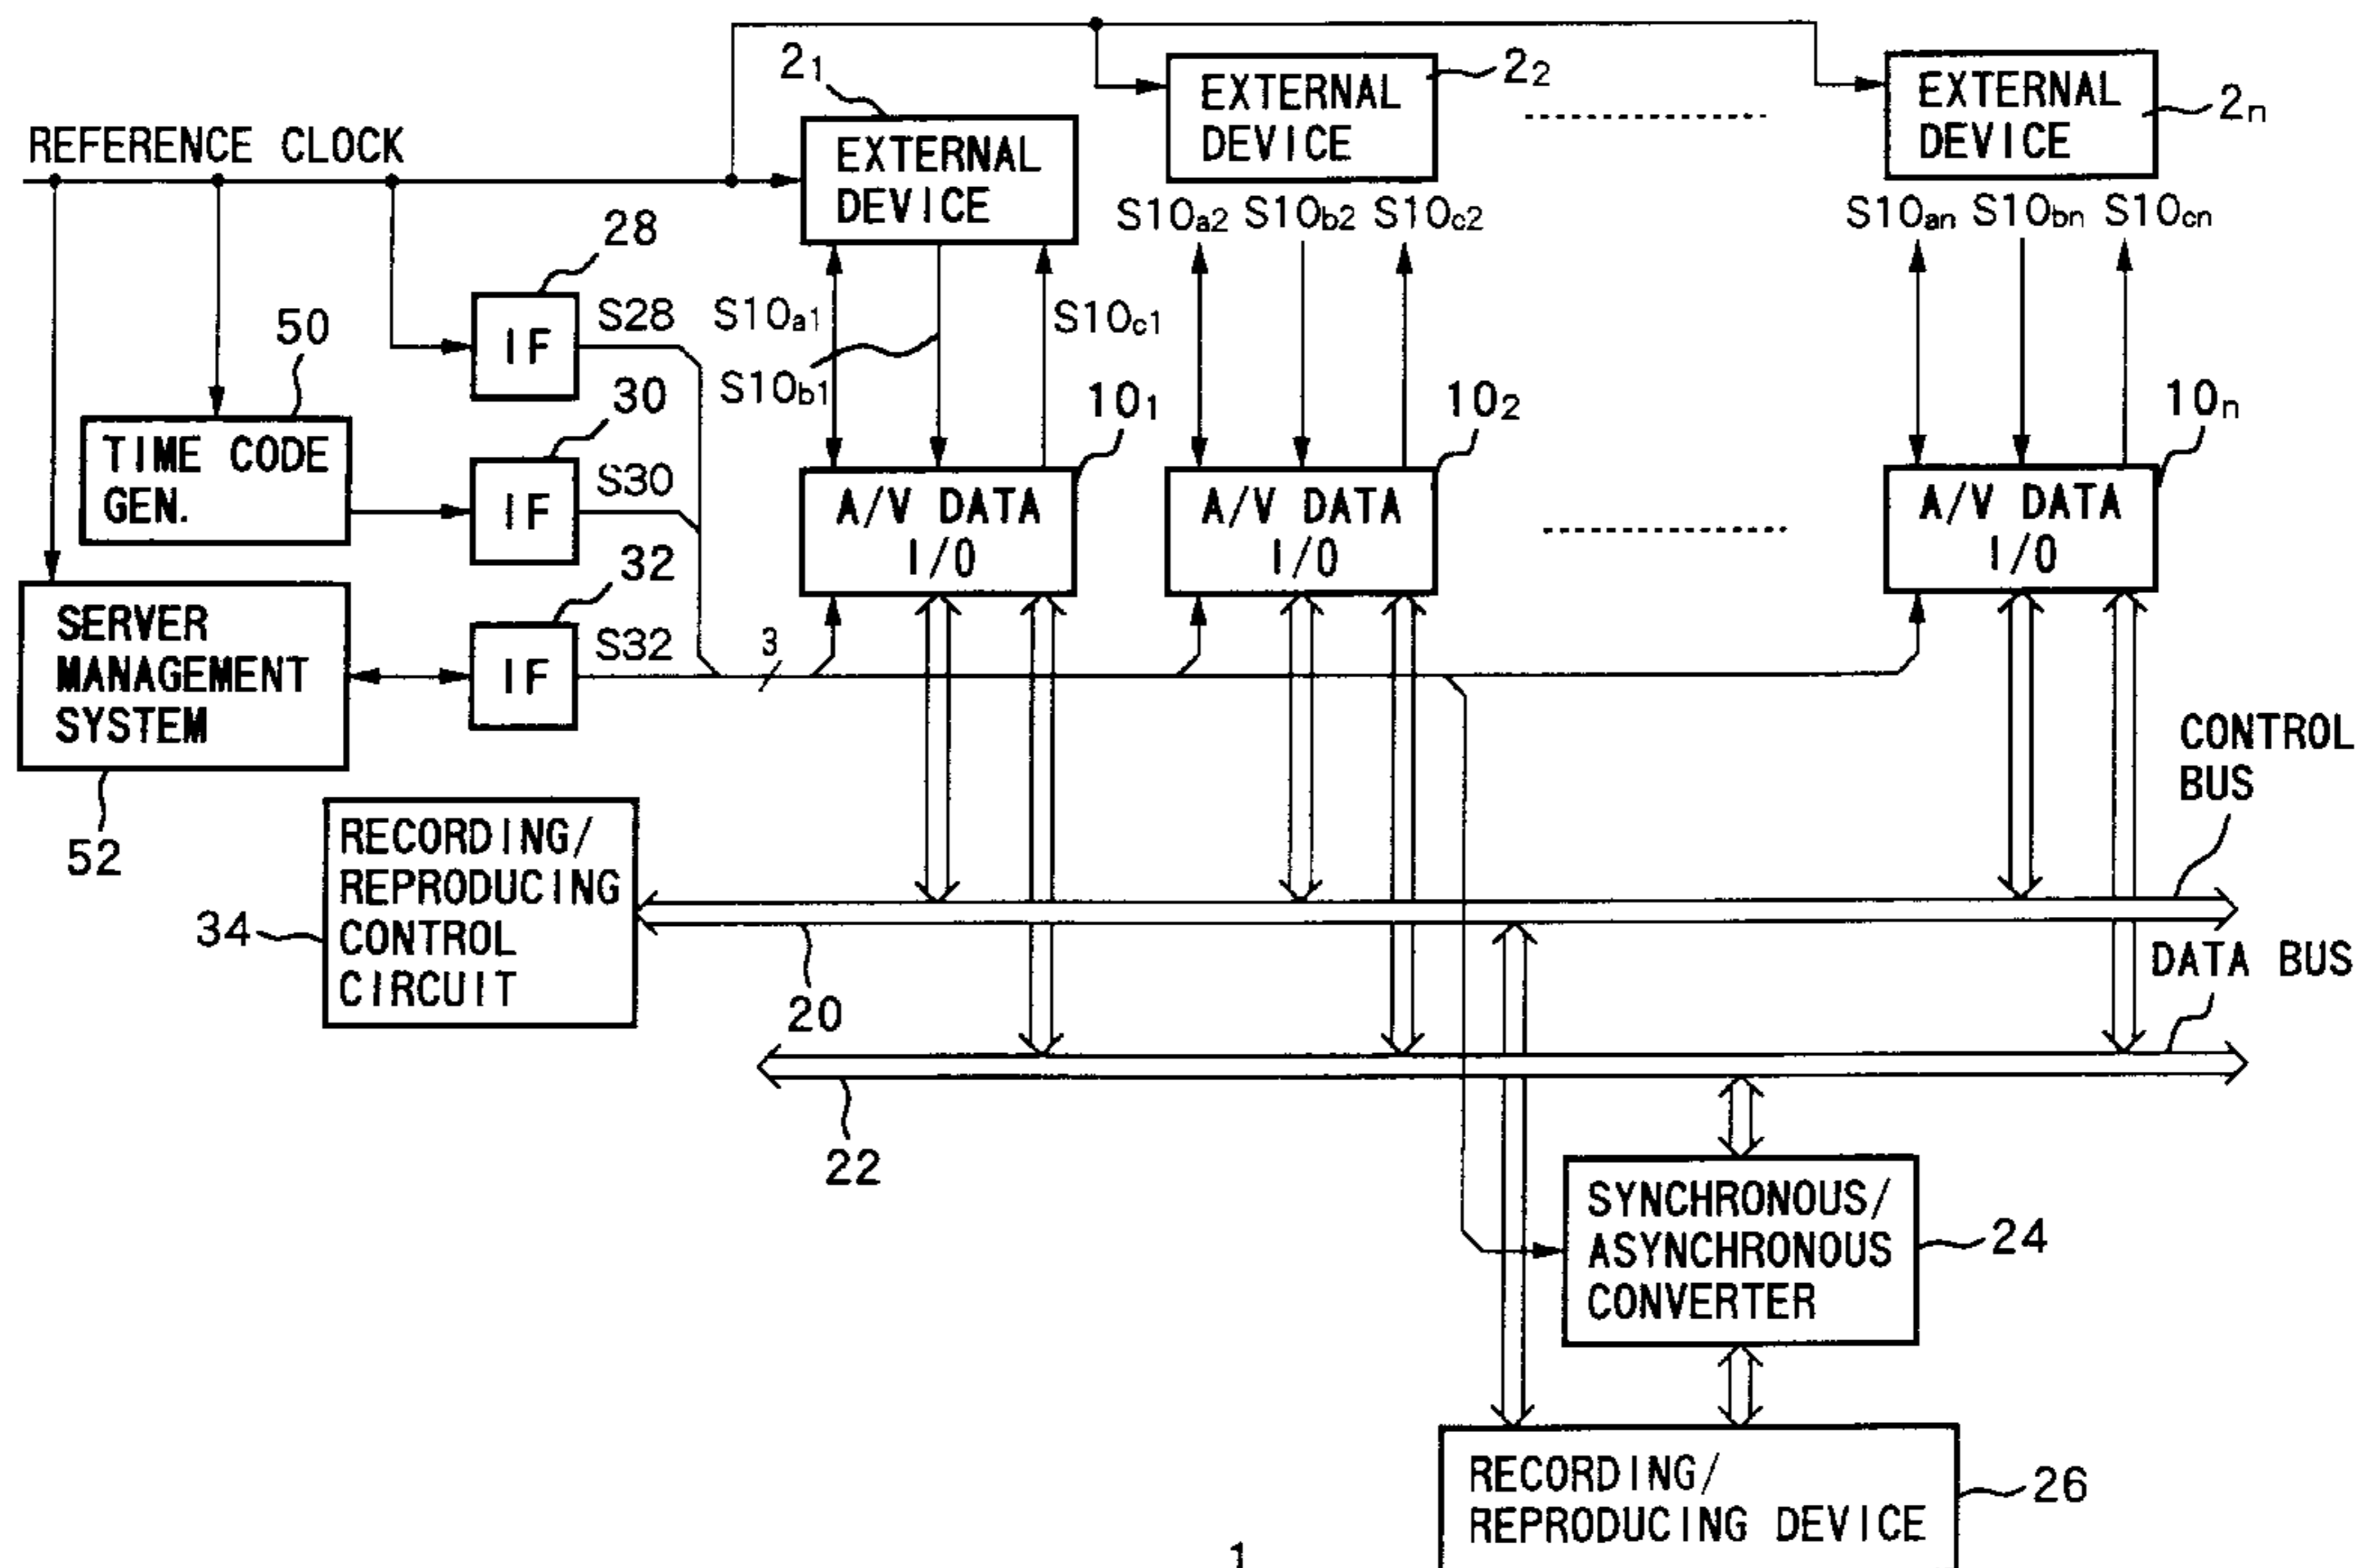 2₁
EXTERNAL
DEVICE
2₂
EXTERNAL
DEVICE
2ₙ
REFERENCE CLOCK
EXTERNAL
DEVICE
S10a2 S10b2 S10c2
S10an S10bn S10cn
28
IF
S28
S10a1
S10c1
S10b1
50
TIME CODE
GEN.
30
IF
S30
10₁
10₂
10ₙ
A/V DATA
I/O
A/V DATA
I/O
A/V DATA
I/O
32
SERVER
MANAGEMENT
SYSTEM
IF
S32
3
52
CONTROL
BUS
RECORDING/
REPRODUCING
CONTROL
CIRCUIT
34
20
DATA BUS
22
SYNCHRONOUS/
ASYNCHRONOUS
CONVERTER
24
RECORDING/
REPRODUCING DEVICE
26
1